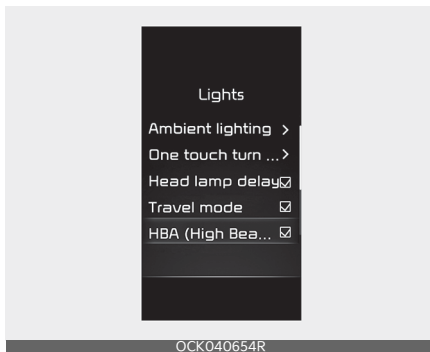 Lights
Ambient lighting >
One touch turn ...>
Head lamp delay☑
Travel mode ☑
HBA (High Bea... ☑
OCK040654R